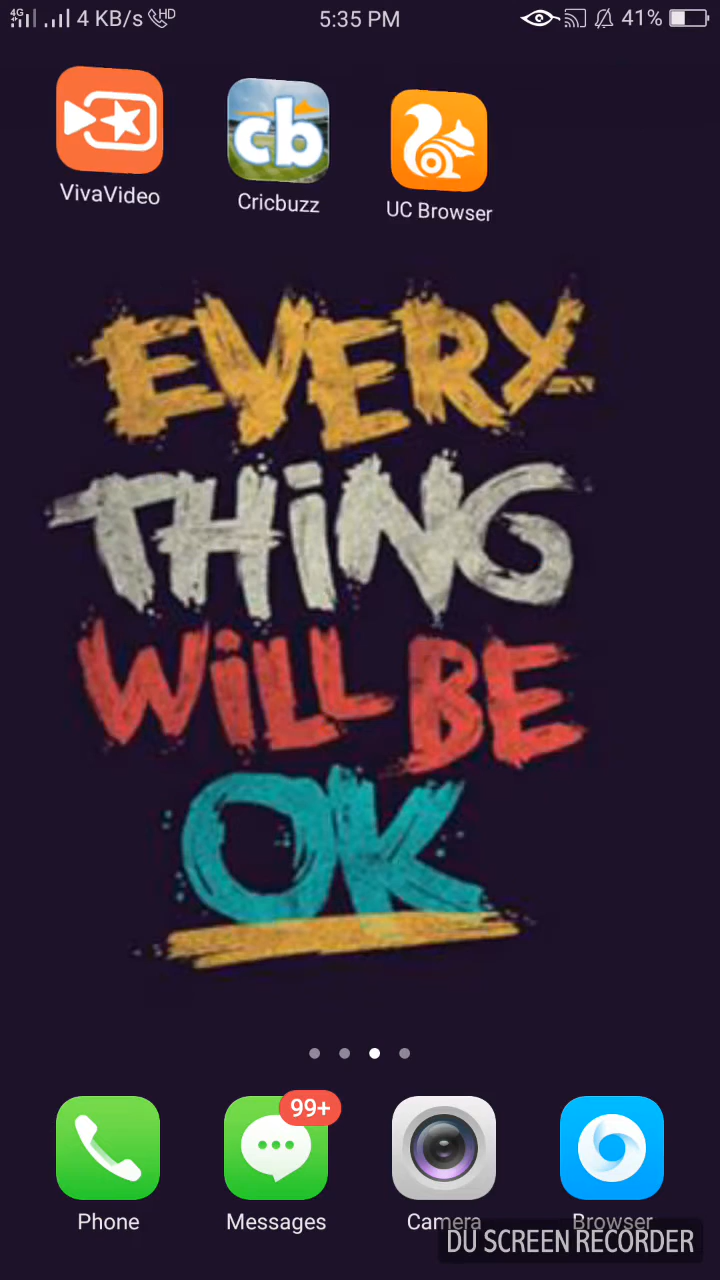 4G 4 KB/s HD 5:35 PM 41%
cb
VivaVideo Cricbuzz UC Browser
EVERY
THiNG
WiLL BE
OK
99+
Phone Messages Camera Browser
DU SCREEN RECORDER